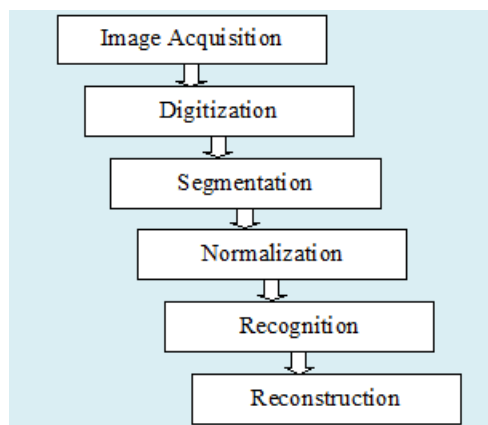 Image Acquisition
Digitization
Segmentation
Normalization
Recognition
Reconstruction